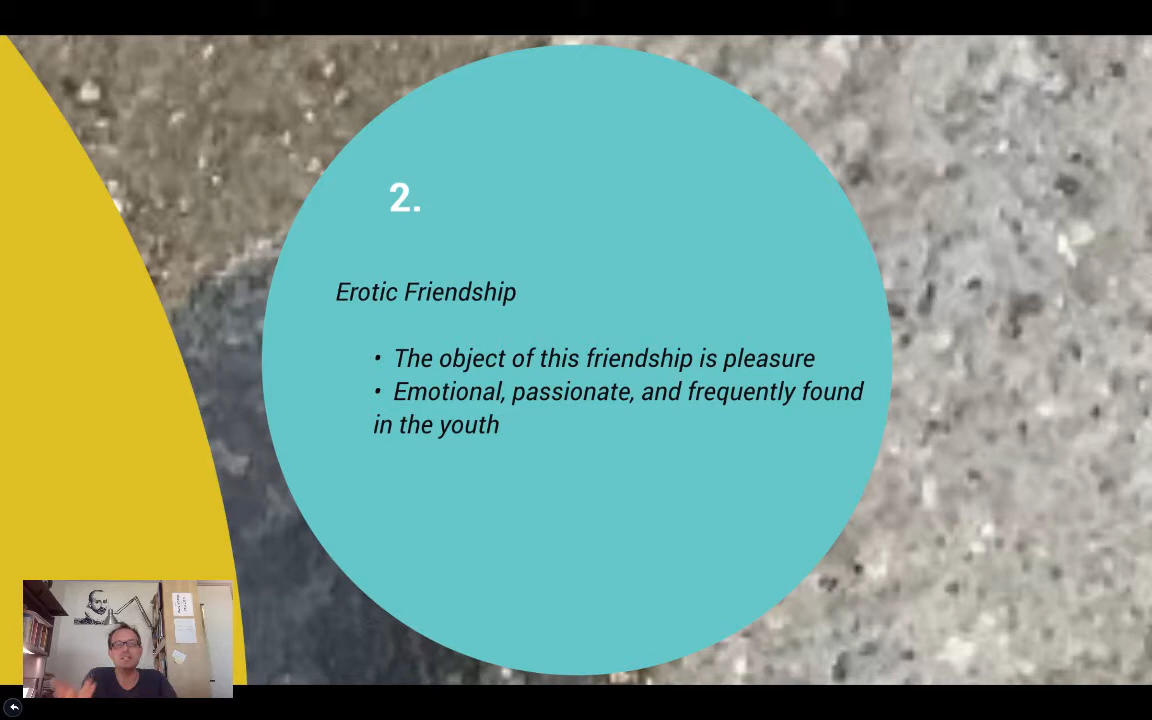 2.
Erotic Friendship
• The object of this friendship is pleasure
• Emotional, passionate, and frequently found
in the youth